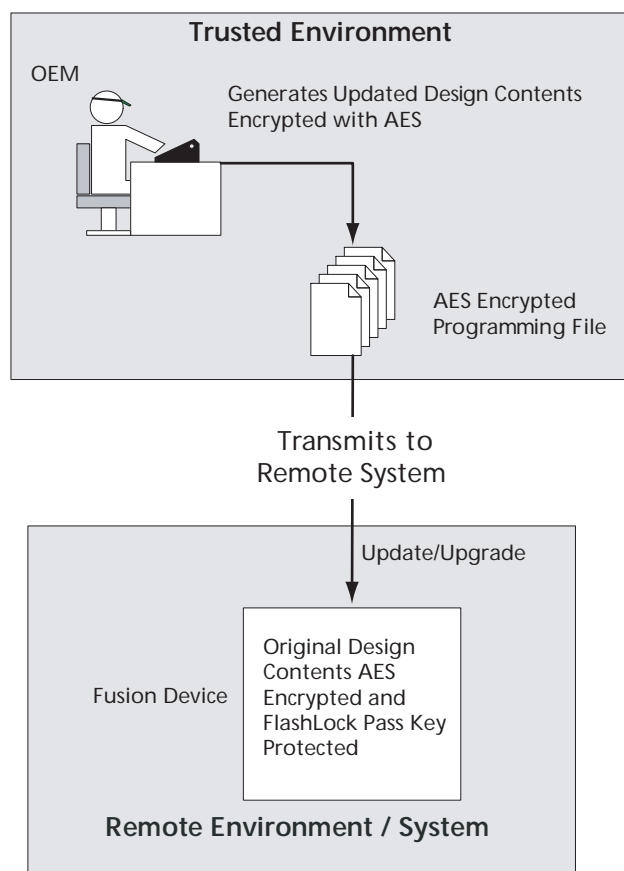 Trusted Environment
OEM
Generates Updated Design Contents
Encrypted with AES
AES Encrypted
Programming File
Transmits to
Remote System
Update/Upgrade
Original Design
Contents AES
Encrypted and
FlashLock Pass Key
Protected
Fusion Device
Remote Environment / System